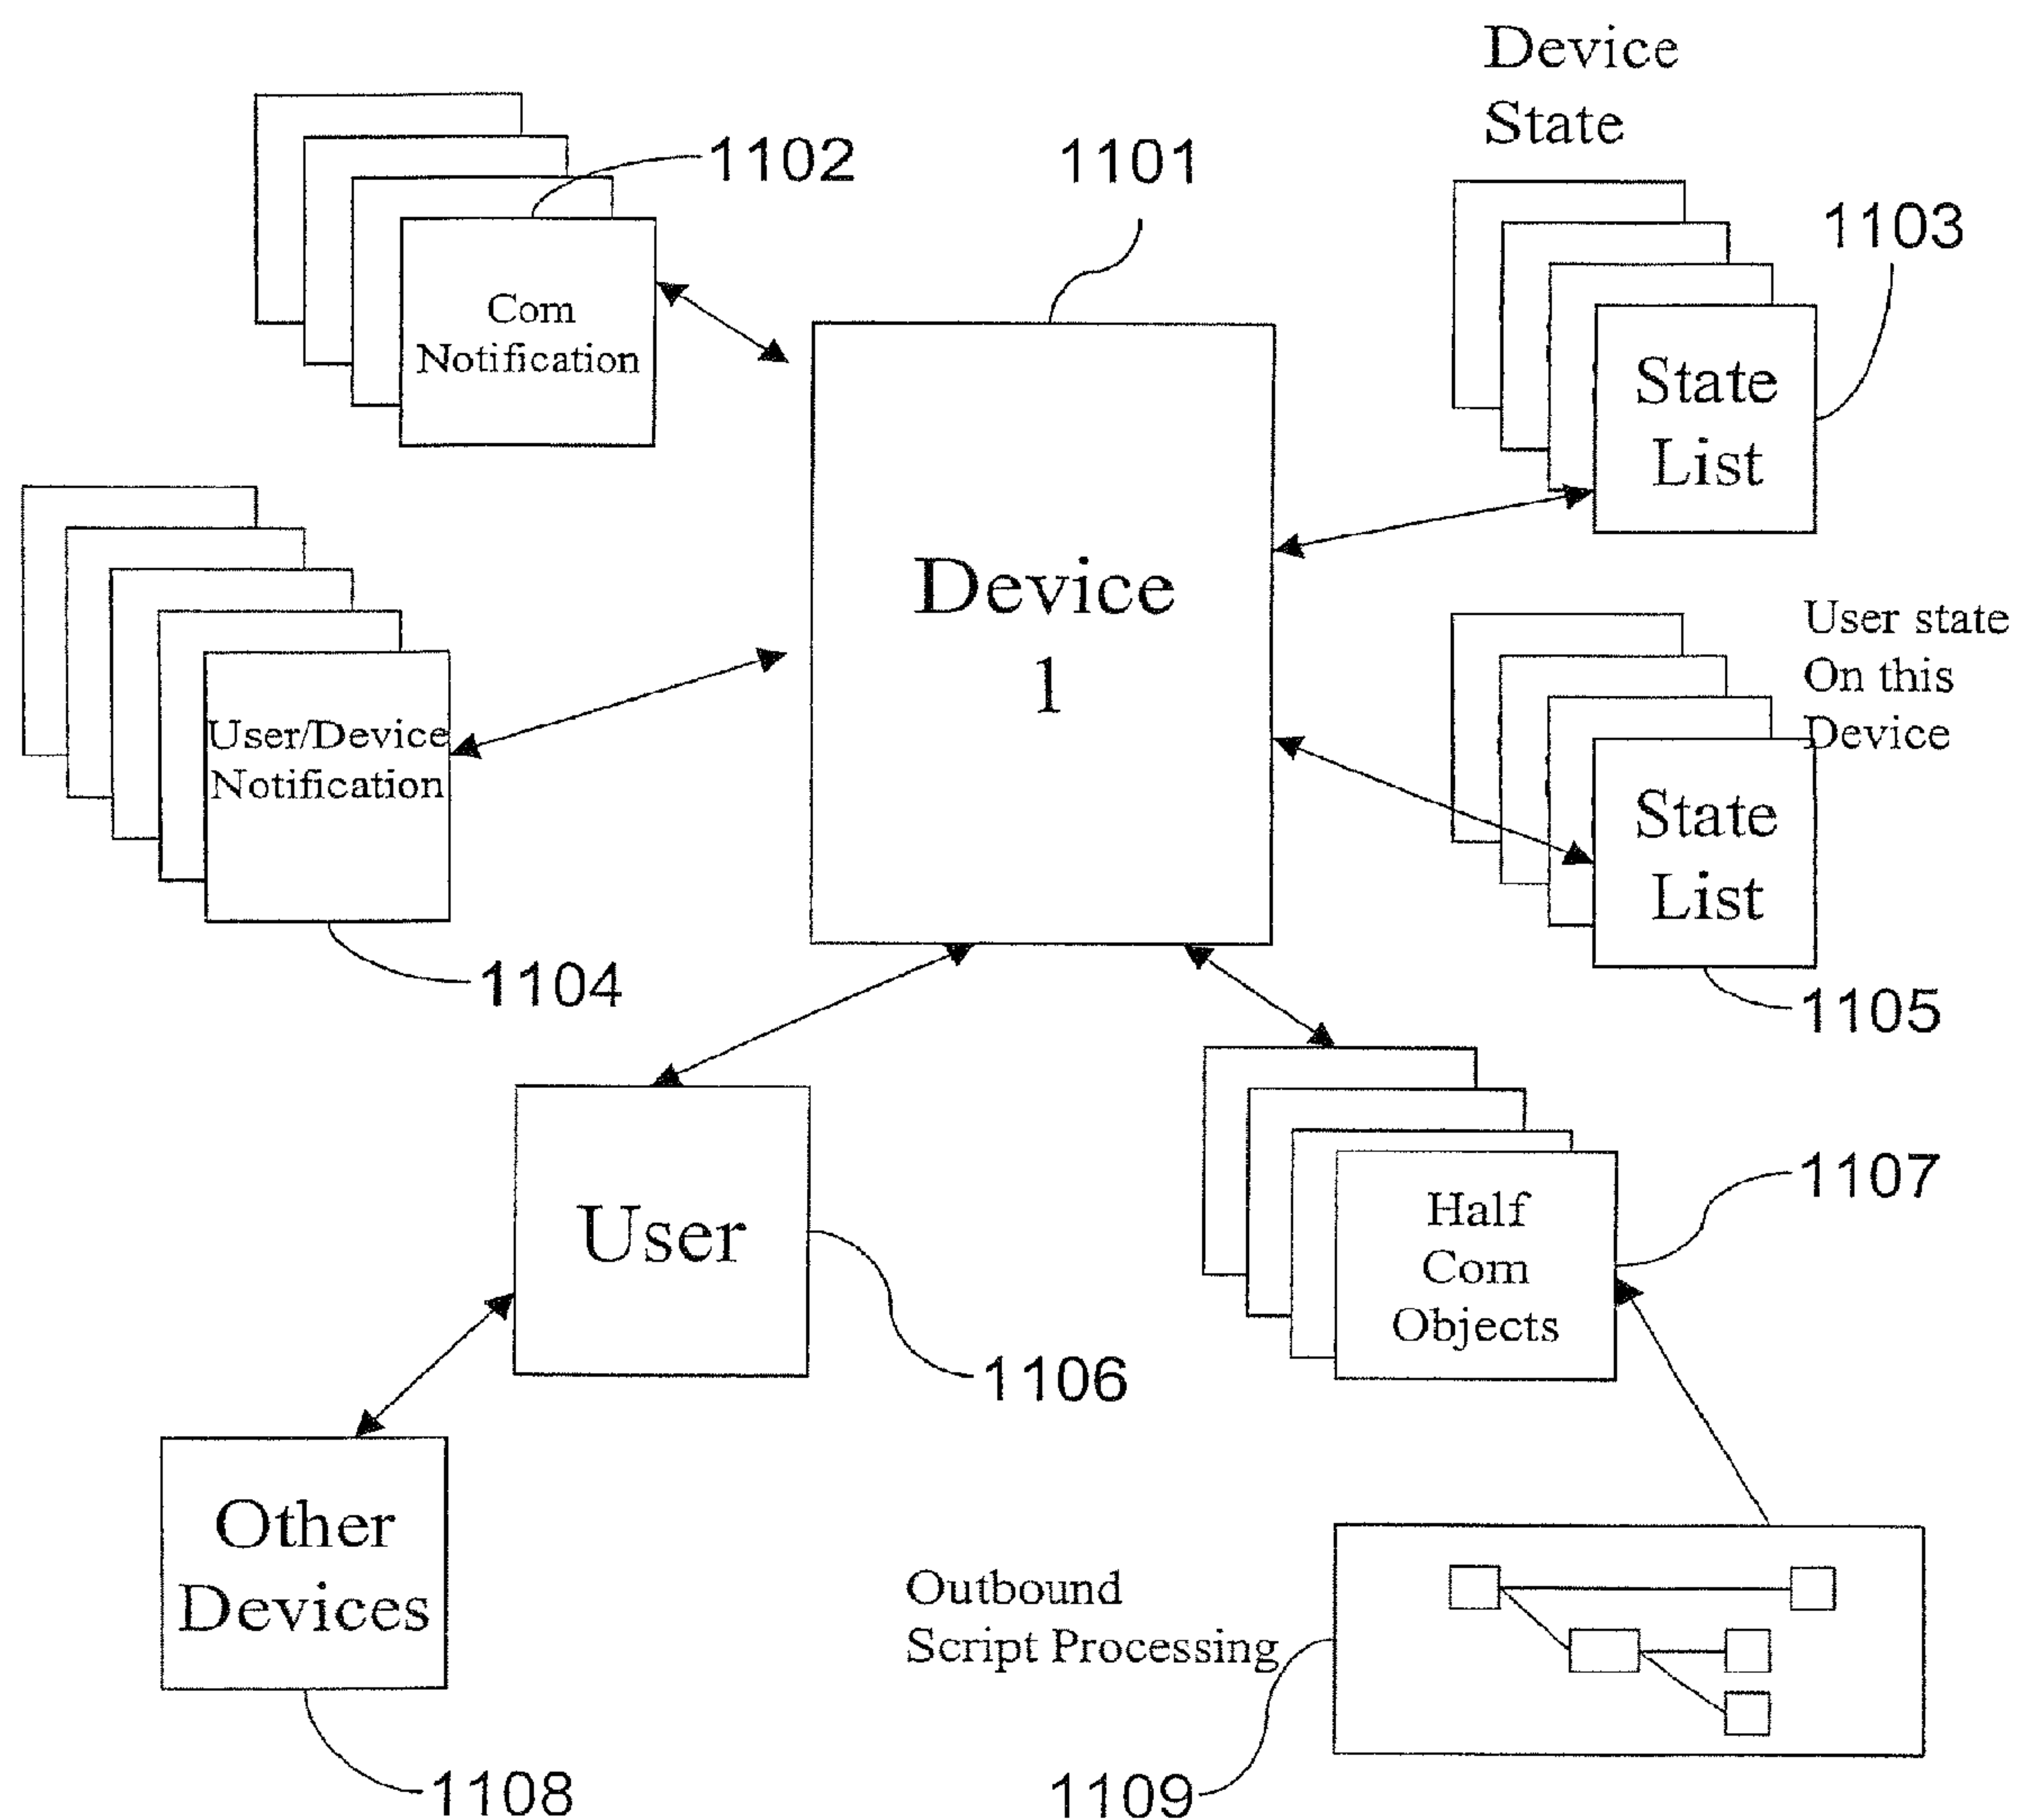 Device
State
1102
1101
1103
Com
Notification
State
List
Device
1
User state
On this
Device
User/Device
Notification
State
List
1104
1105
1107
User
Half
Com
Objects
1106
Other
Devices
Outbound
Script Processing
1108
1109